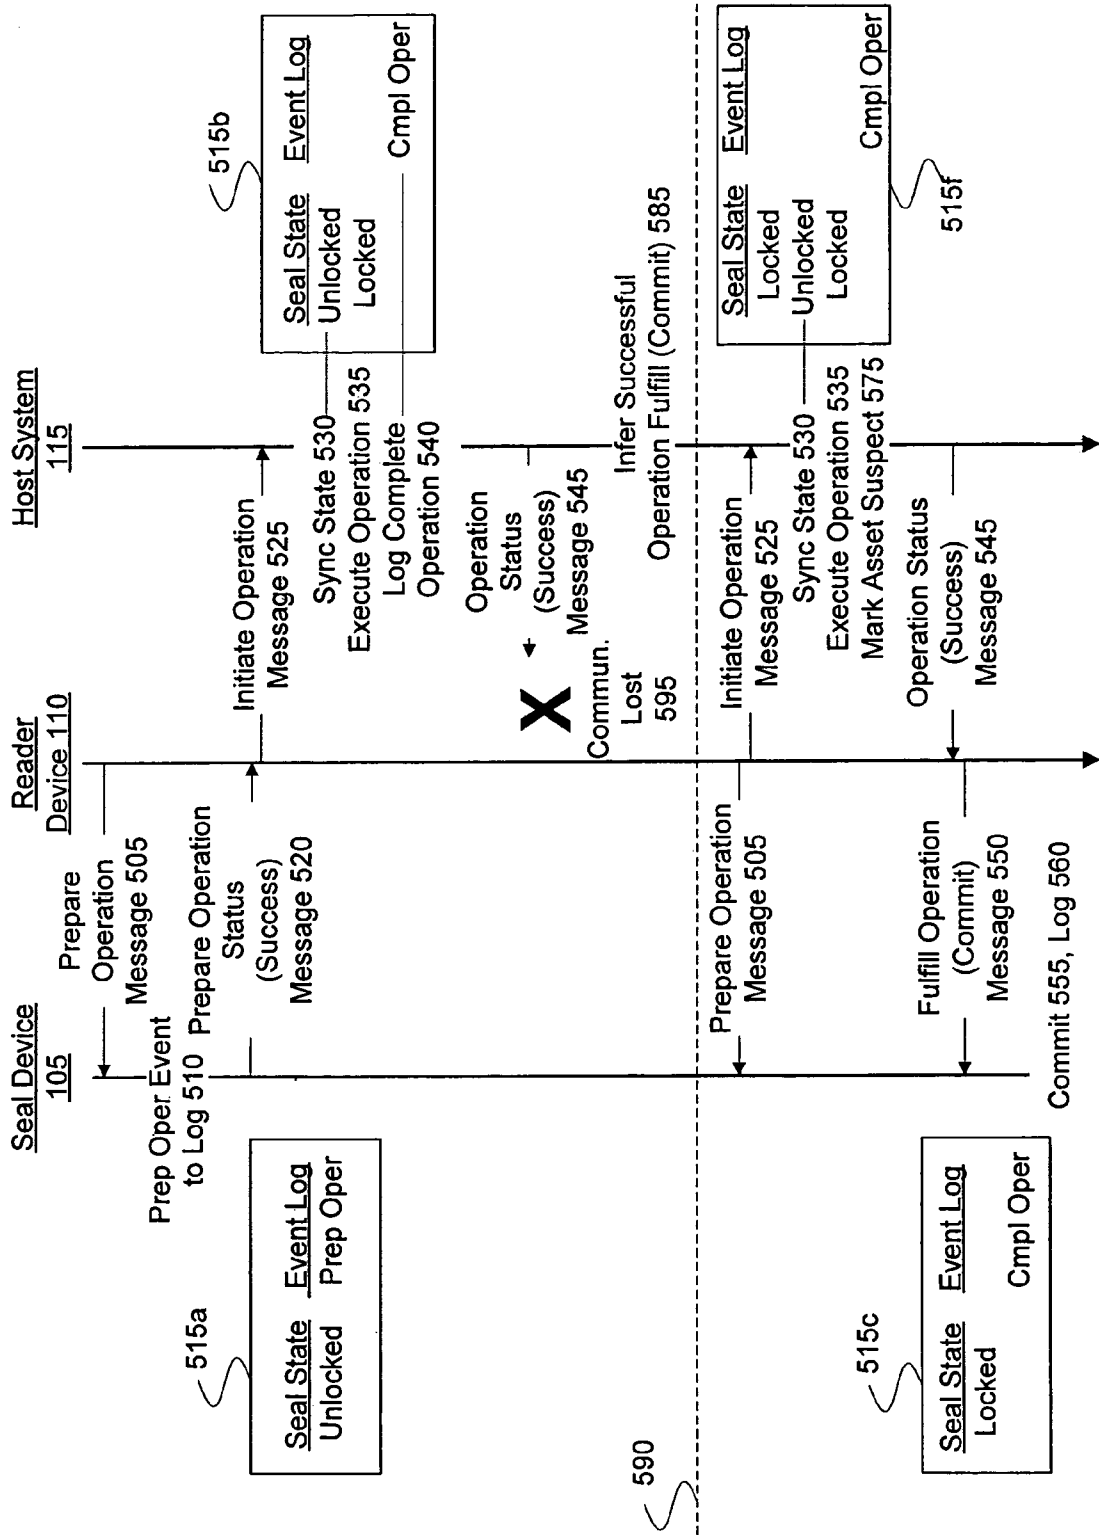 Seal Device
105
Reader
Device 110
Host System
115
Prepare
Operation
Message 505
Prep Oper Event
to Log 510
Prepare Operation
Status
(Success)
Message 520
Initiate Operation
Message 525
Sync State 530
Execute Operation 535
Log Complete
Operation 540
515a
Seal State Event Log
Unlocked Prep Oper
515b
Seal State Event Log
Unlocked
Locked
Cmpl Oper
Operation
Status
(Success)
Message 545
X
Commun.
Lost
595
Infer Successful
Operation Fulfill (Commit) 585
590
Prepare Operation
Message 505
Initiate Operation
Message 525
Sync State 530
Execute Operation 535
Mark Asset Suspect 575
Seal State Event Log
Locked
Unlocked
Locked
Cmpl Oper
515f
Operation Status
(Success)
Message 545
Fulfill Operation
(Commit)
Message 550
Commit 555, Log 560
515c
Seal State Event Log
Locked
Cmpl Oper